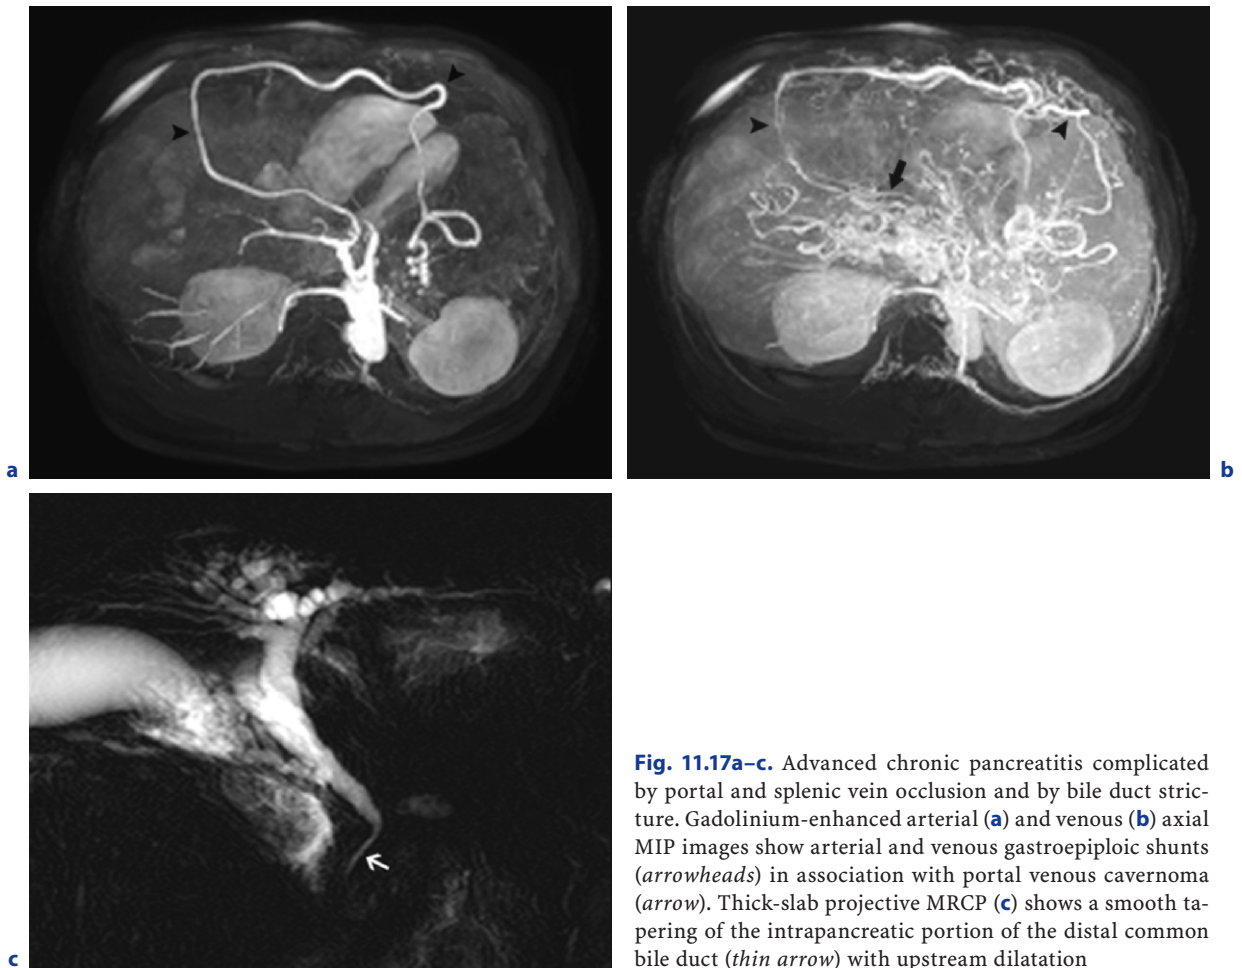 a
b
c
Fig. 11.17a–c. Advanced chronic pancreatitis complicated
by portal and splenic vein occlusion and by bile duct stric-
ture. Gadolinium-enhanced arterial (a) and venous (b) axial
MIP images show arterial and venous gastroepiploic shunts
(arrowheads) in association with portal venous cavernoma
(arrow). Thick-slab projective MRCP (c) shows a smooth ta-
pering of the intrapancreatic portion of the distal common
bile duct (thin arrow) with upstream dilatation